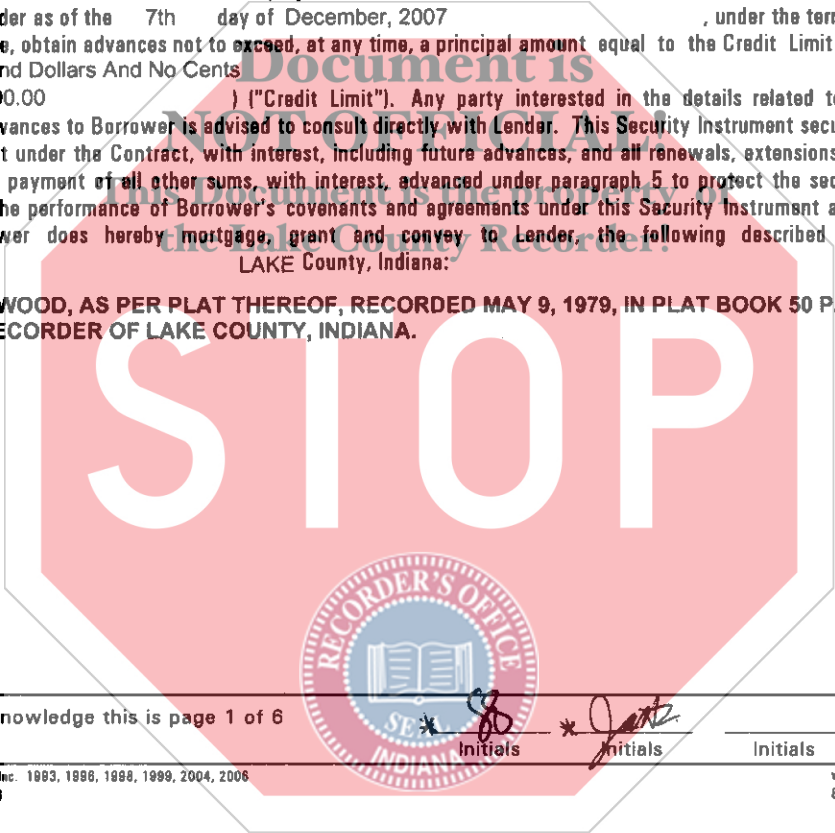 der as of the 7th day of December, 2007 , under the term
e, obtain advances not to exceed, at any time, a principal amount equal to the Credit Limit
nd Dollars And No Cents
0.00 ) ("Credit Limit"). Any party interested in the details related to
vances to Borrower is advised to consult directly with Lender. This Security Instrument secu
t under the Contract, with interest, including future advances, and all renewals, extensions
payment of all other sums, with interest, advanced under paragraph 5 to protect the sec
he performance of Borrower's covenants and agreements under this Security Instrument a
wer does hereby mortgage, grant and convey to Lender, the following described
LAKE County, Indiana:
WOOD, AS PER PLAT THEREOF, RECORDED MAY 9, 1979, IN PLAT BOOK 50 P
ECORDER OF LAKE COUNTY, INDIANA.
Document is
NOT OFFICIAL!
This Document is the property of
the Lake County Recorder!
STOP
RECORDER'S OFFICE
SEAL
INDIANA
nowledge this is page 1 of 6
* *
Initials Initials Initials
Inc. 1993, 1996, 1998, 1999, 2004, 2006